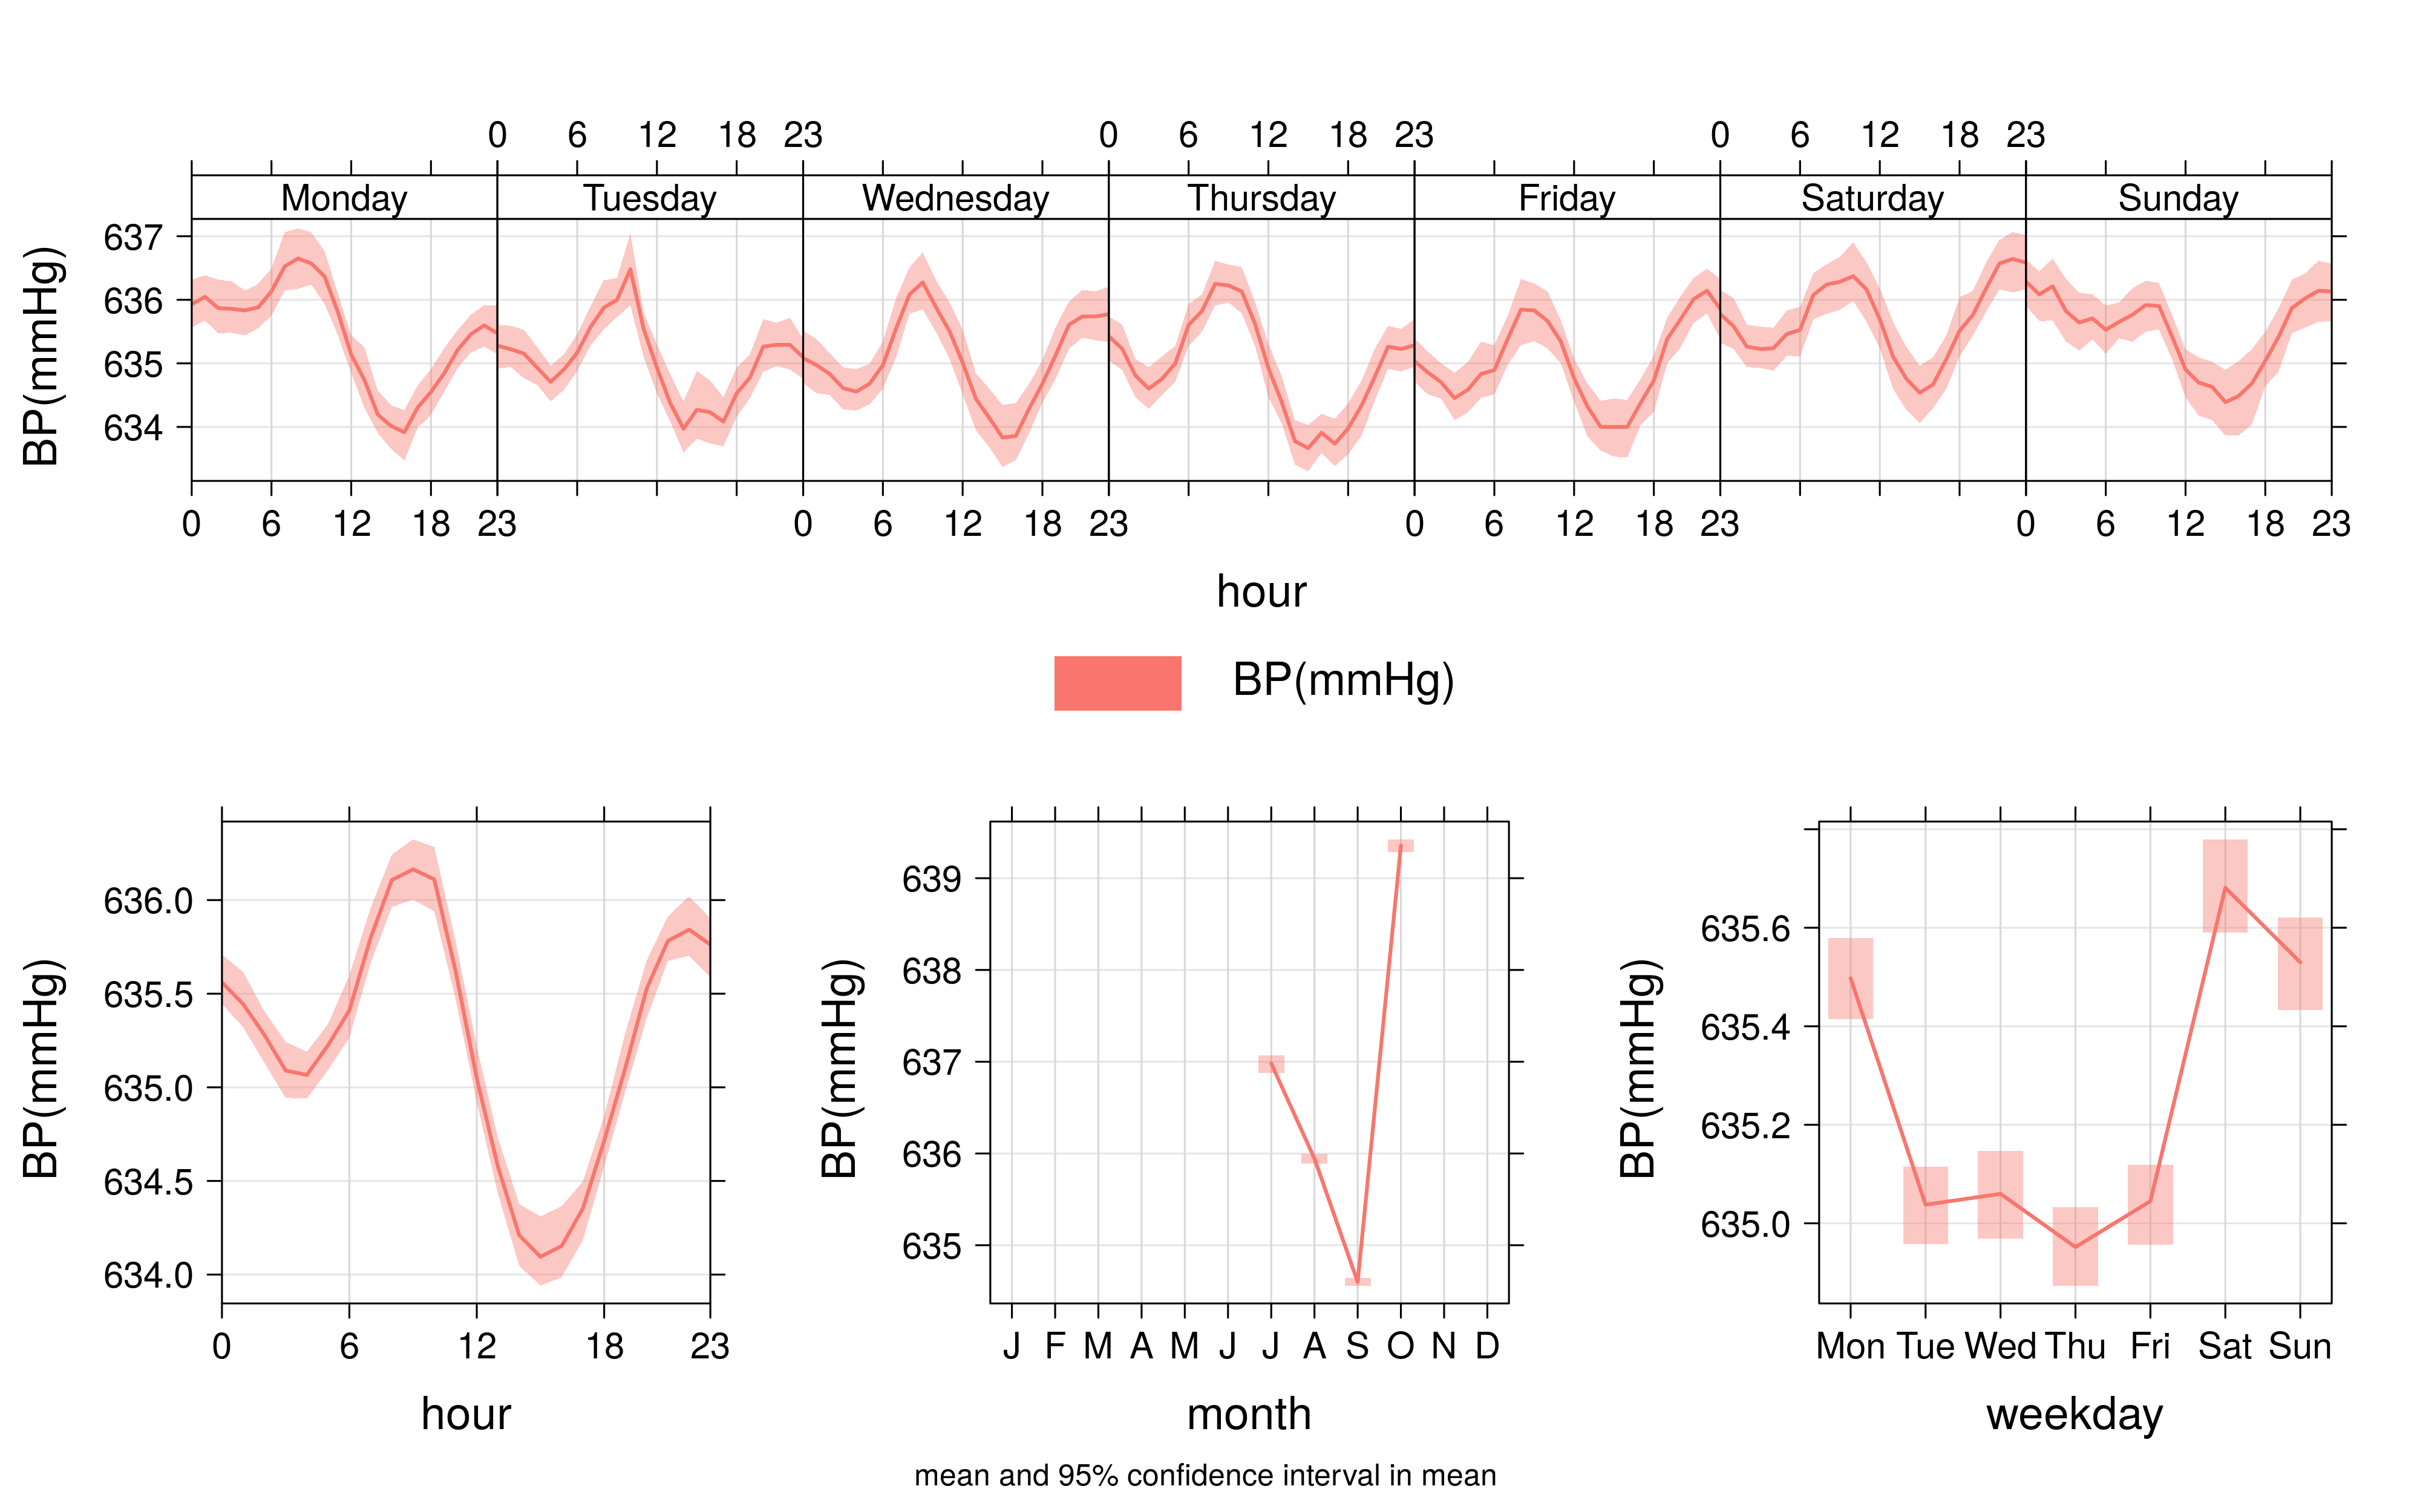 0 6 12 18 23 0 6 12 18 23 0 6 12 18 23
Monday Tuesday Wednesday Thursday Friday Saturday Sunday
BP(mmHg)
637
636
635
634
0 6 12 18 23 0 6 12 18 23 0 6 12 18 23 0 6 12 18 23
hour
BP(mmHg)
BP(mmHg)
636.0
635.5
635.0
634.5
634.0
0 6 12 18 23
hour
BP(mmHg)
639
638
637
636
635
J F M A M J J A S O N D
month
BP(mmHg)
635.6
635.4
635.2
635.0
Mon Tue Wed Thu Fri Sat Sun
weekday
mean and 95% confidence interval in mean